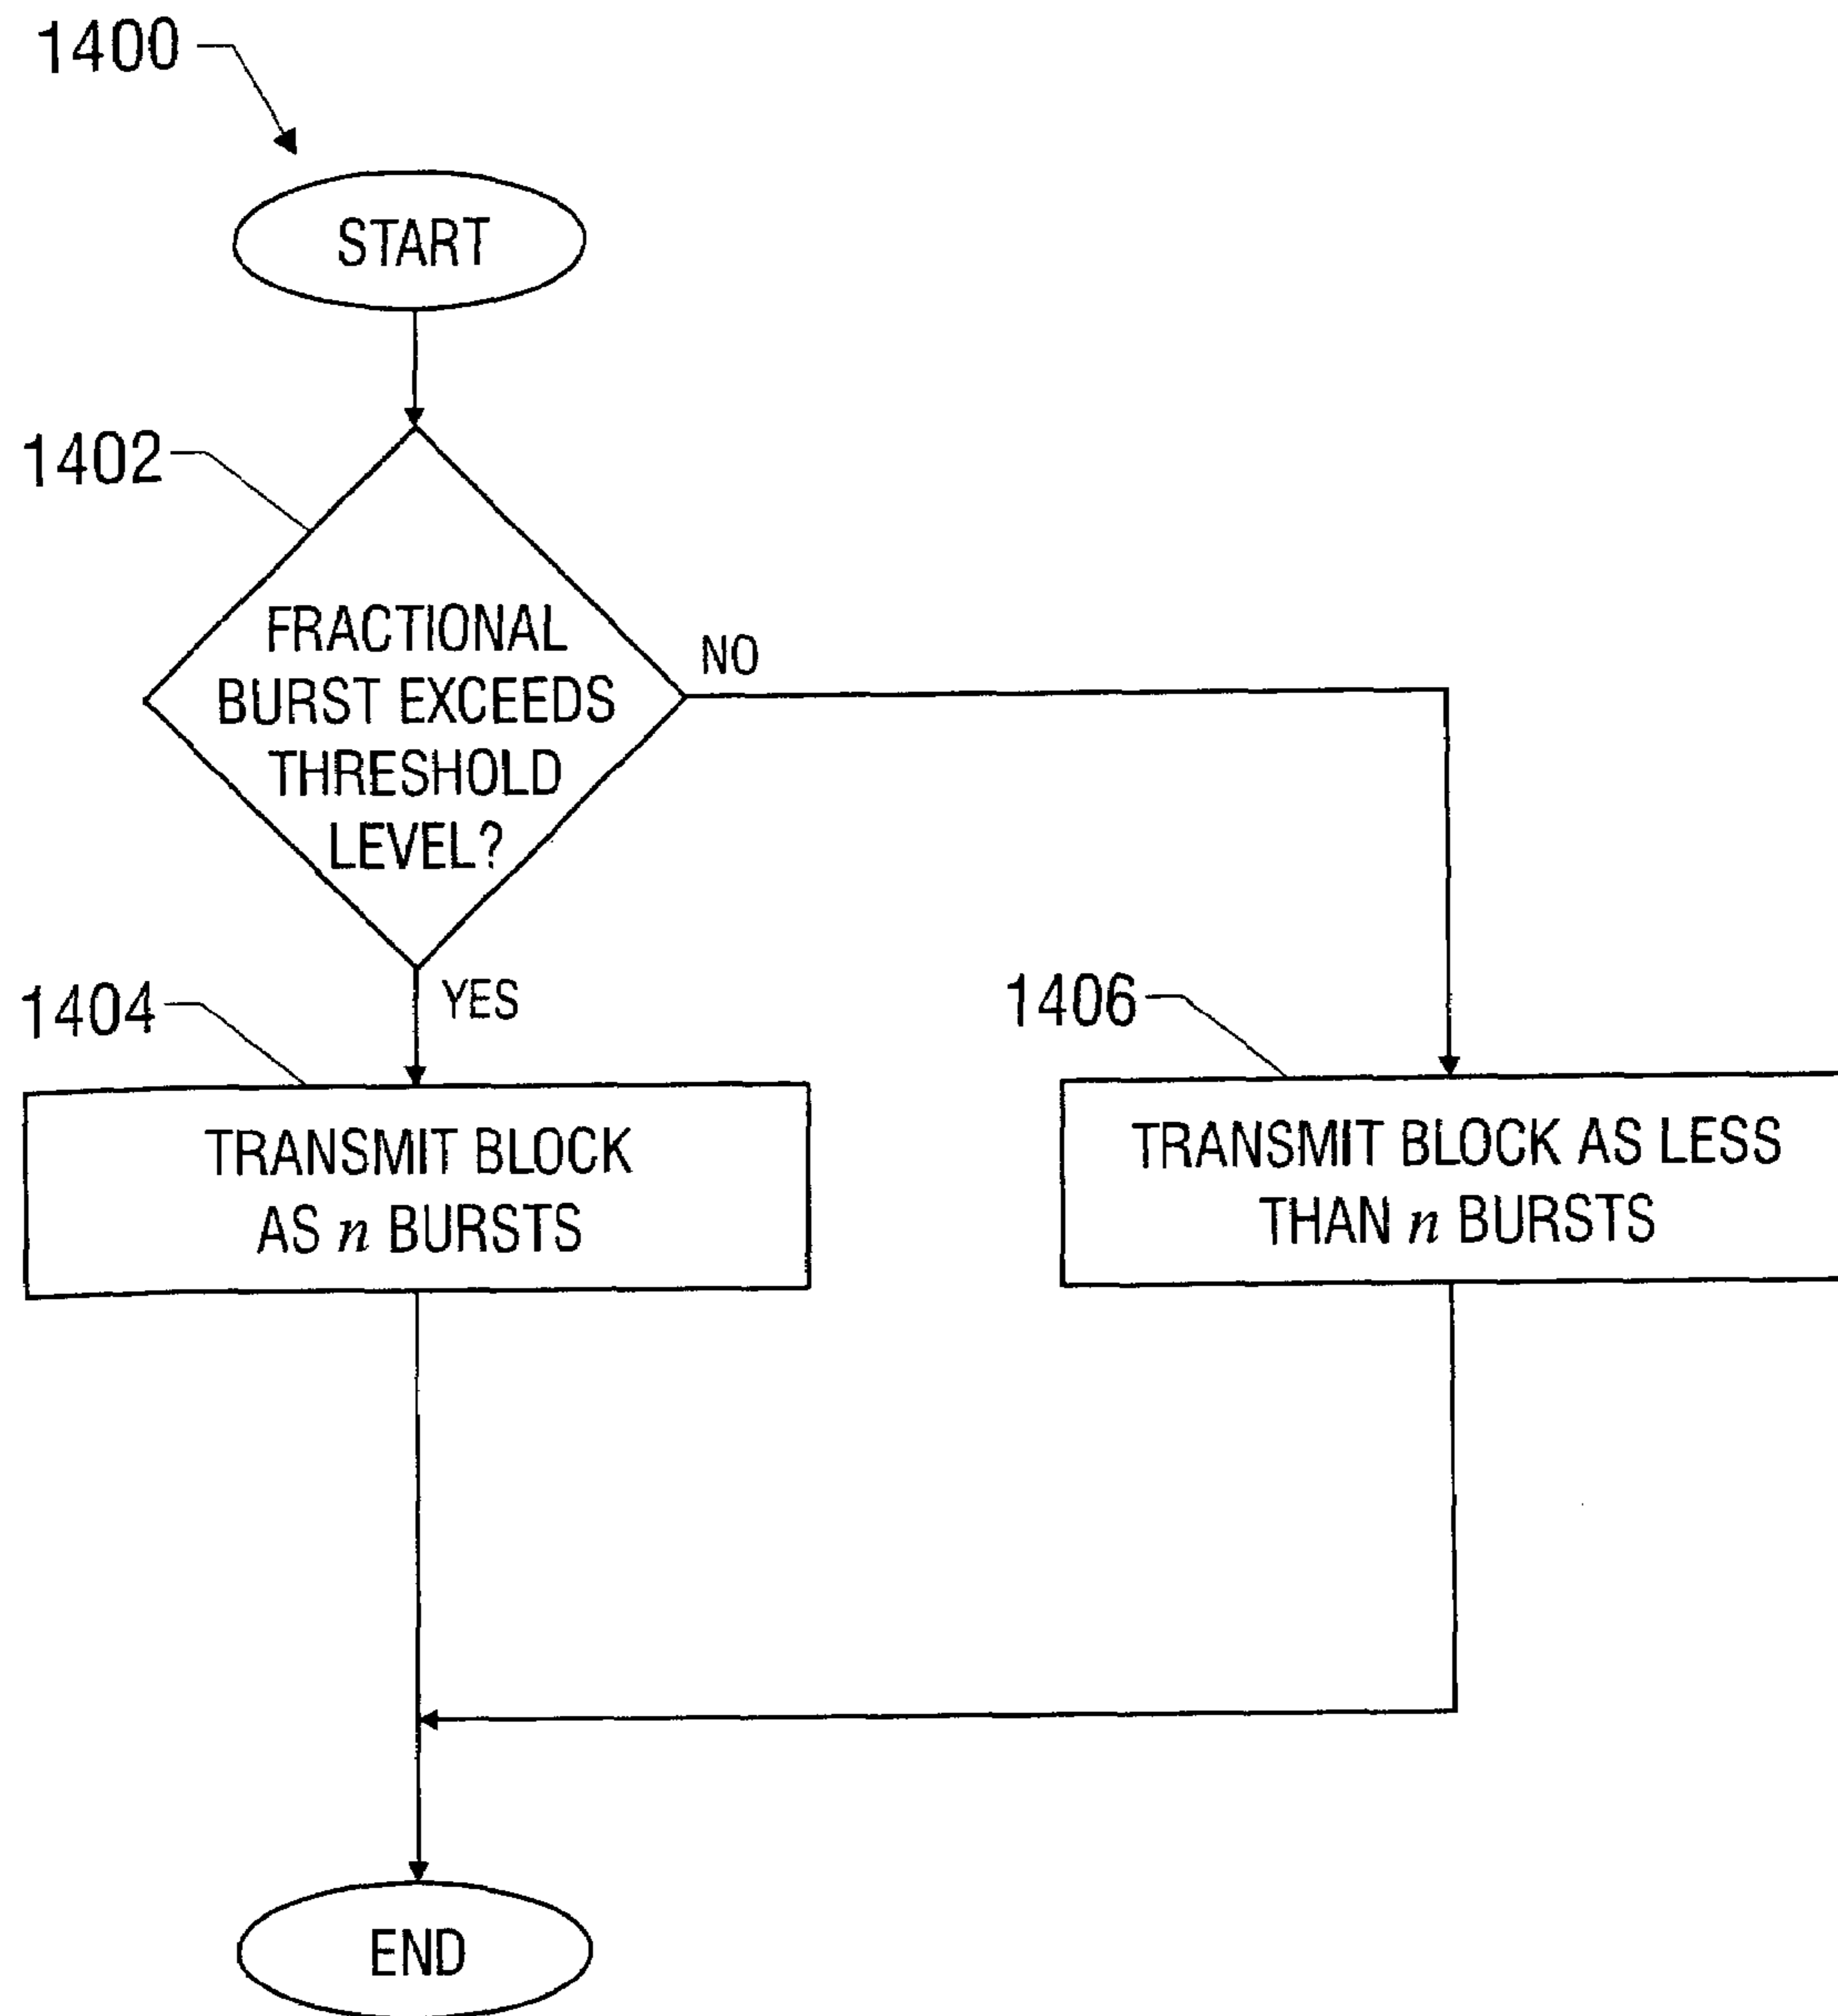 1400
START
1402
FRACTIONAL
BURST EXCEEDS
THRESHOLD
LEVEL?
NO
YES
1404
TRANSMIT BLOCK
AS n BURSTS
1406
TRANSMIT BLOCK AS LESS
THAN n BURSTS
END